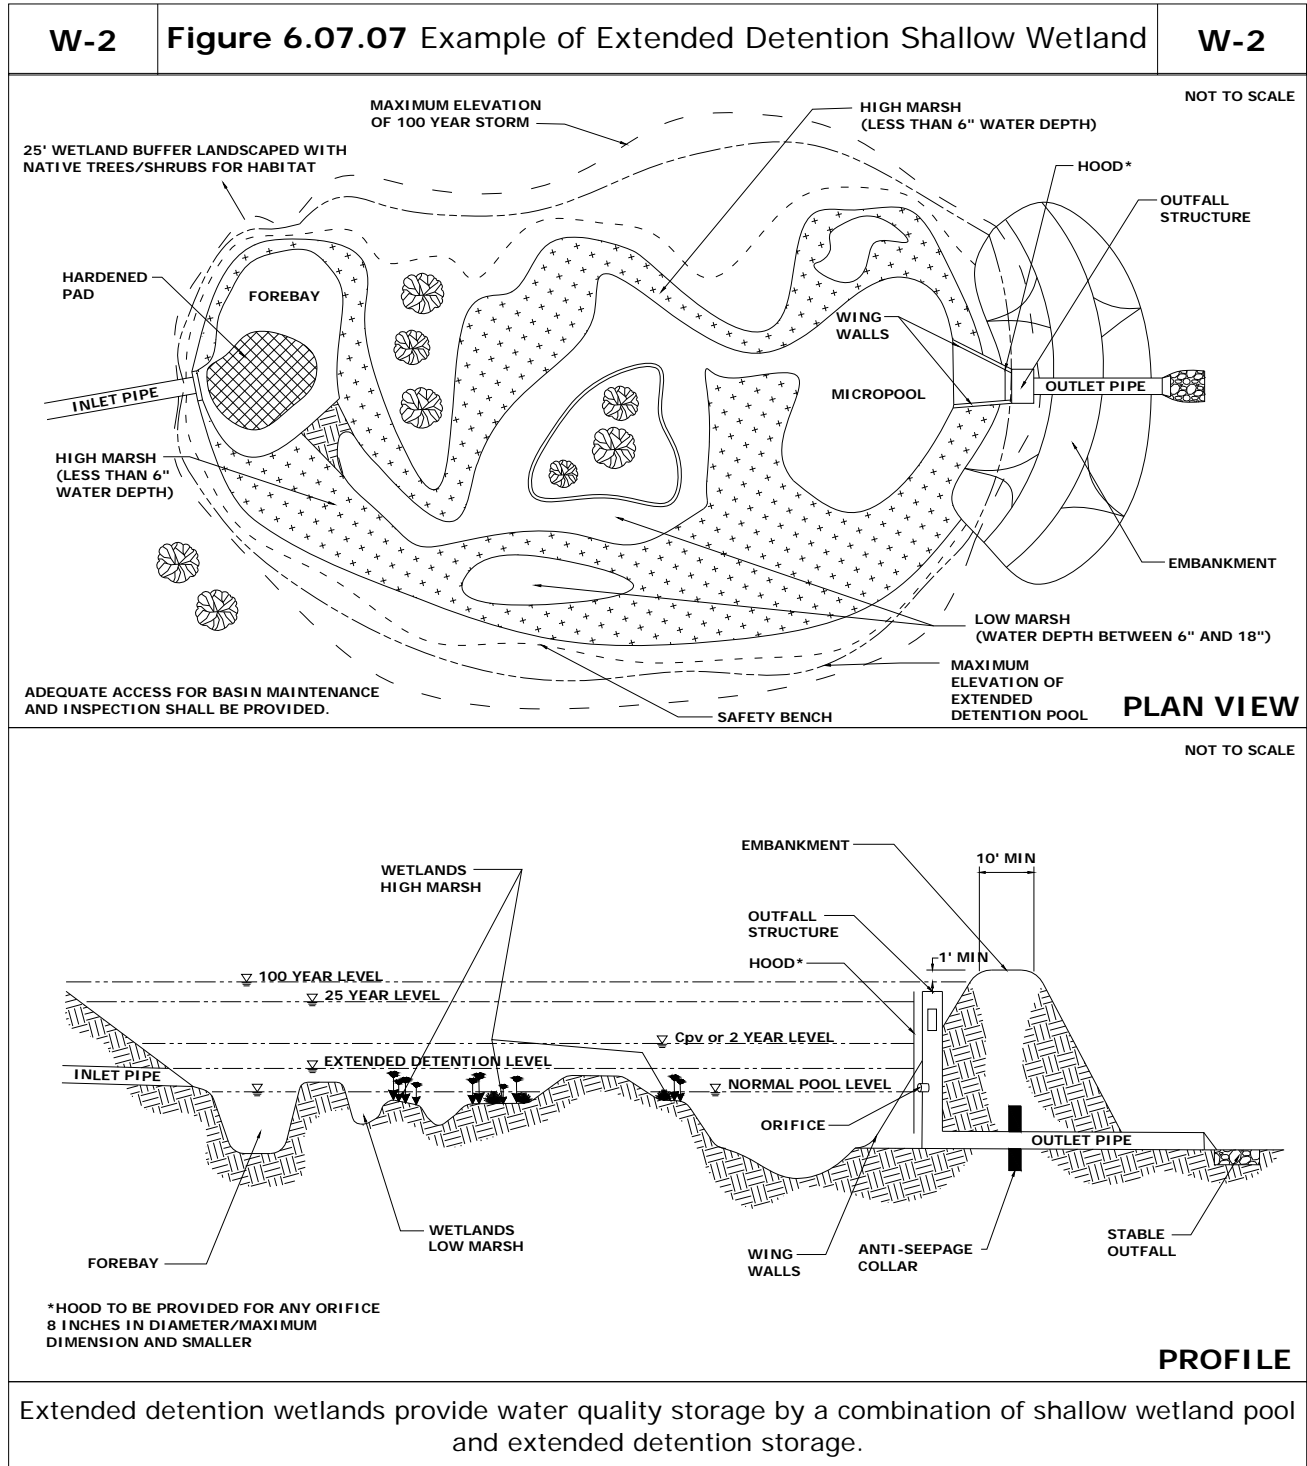 W-2
Figure 6.07.07 Example of Extended Detention Shallow Wetland
W-2
NOT TO SCALE
MAXIMUM ELEVATION
OF 100 YEAR STORM
HIGH MARSH
(LESS THAN 6" WATER DEPTH)
25' WETLAND BUFFER LANDSCAPED WITH
NATIVE TREES/SHRUBS FOR HABITAT
HOOD*
OUTFALL
STRUCTURE
HARDENED
PAD
FOREBAY
WING
WALLS
INLET PIPE
MICROPOOL
OUTLET PIPE
HIGH MARSH
(LESS THAN 6"
WATER DEPTH)
EMBANKMENT
LOW MARSH
(WATER DEPTH BETWEEN 6" AND 18")
MAXIMUM
ELEVATION OF
EXTENDED
DETENTION POOL
ADEQUATE ACCESS FOR BASIN MAINTENANCE
AND INSPECTION SHALL BE PROVIDED.
SAFETY BENCH
PLAN VIEW
NOT TO SCALE
EMBANKMENT
10' MIN
WETLANDS
HIGH MARSH
OUTFALL
STRUCTURE
HOOD*
1' MIN
100 YEAR LEVEL
25 YEAR LEVEL
Cpv or 2 YEAR LEVEL
EXTENDED DETENTION LEVEL
INLET PIPE
NORMAL POOL LEVEL
ORIFICE
OUTLET PIPE
WETLANDS
LOW MARSH
FOREBAY
WING
WALLS
ANTI-SEEPAGE
COLLAR
STABLE
OUTFALL
*HOOD TO BE PROVIDED FOR ANY ORIFICE
8 INCHES IN DIAMETER/MAXIMUM
DIMENSION AND SMALLER
PROFILE
Extended detention wetlands provide water quality storage by a combination of shallow wetland pool
and extended detention storage.